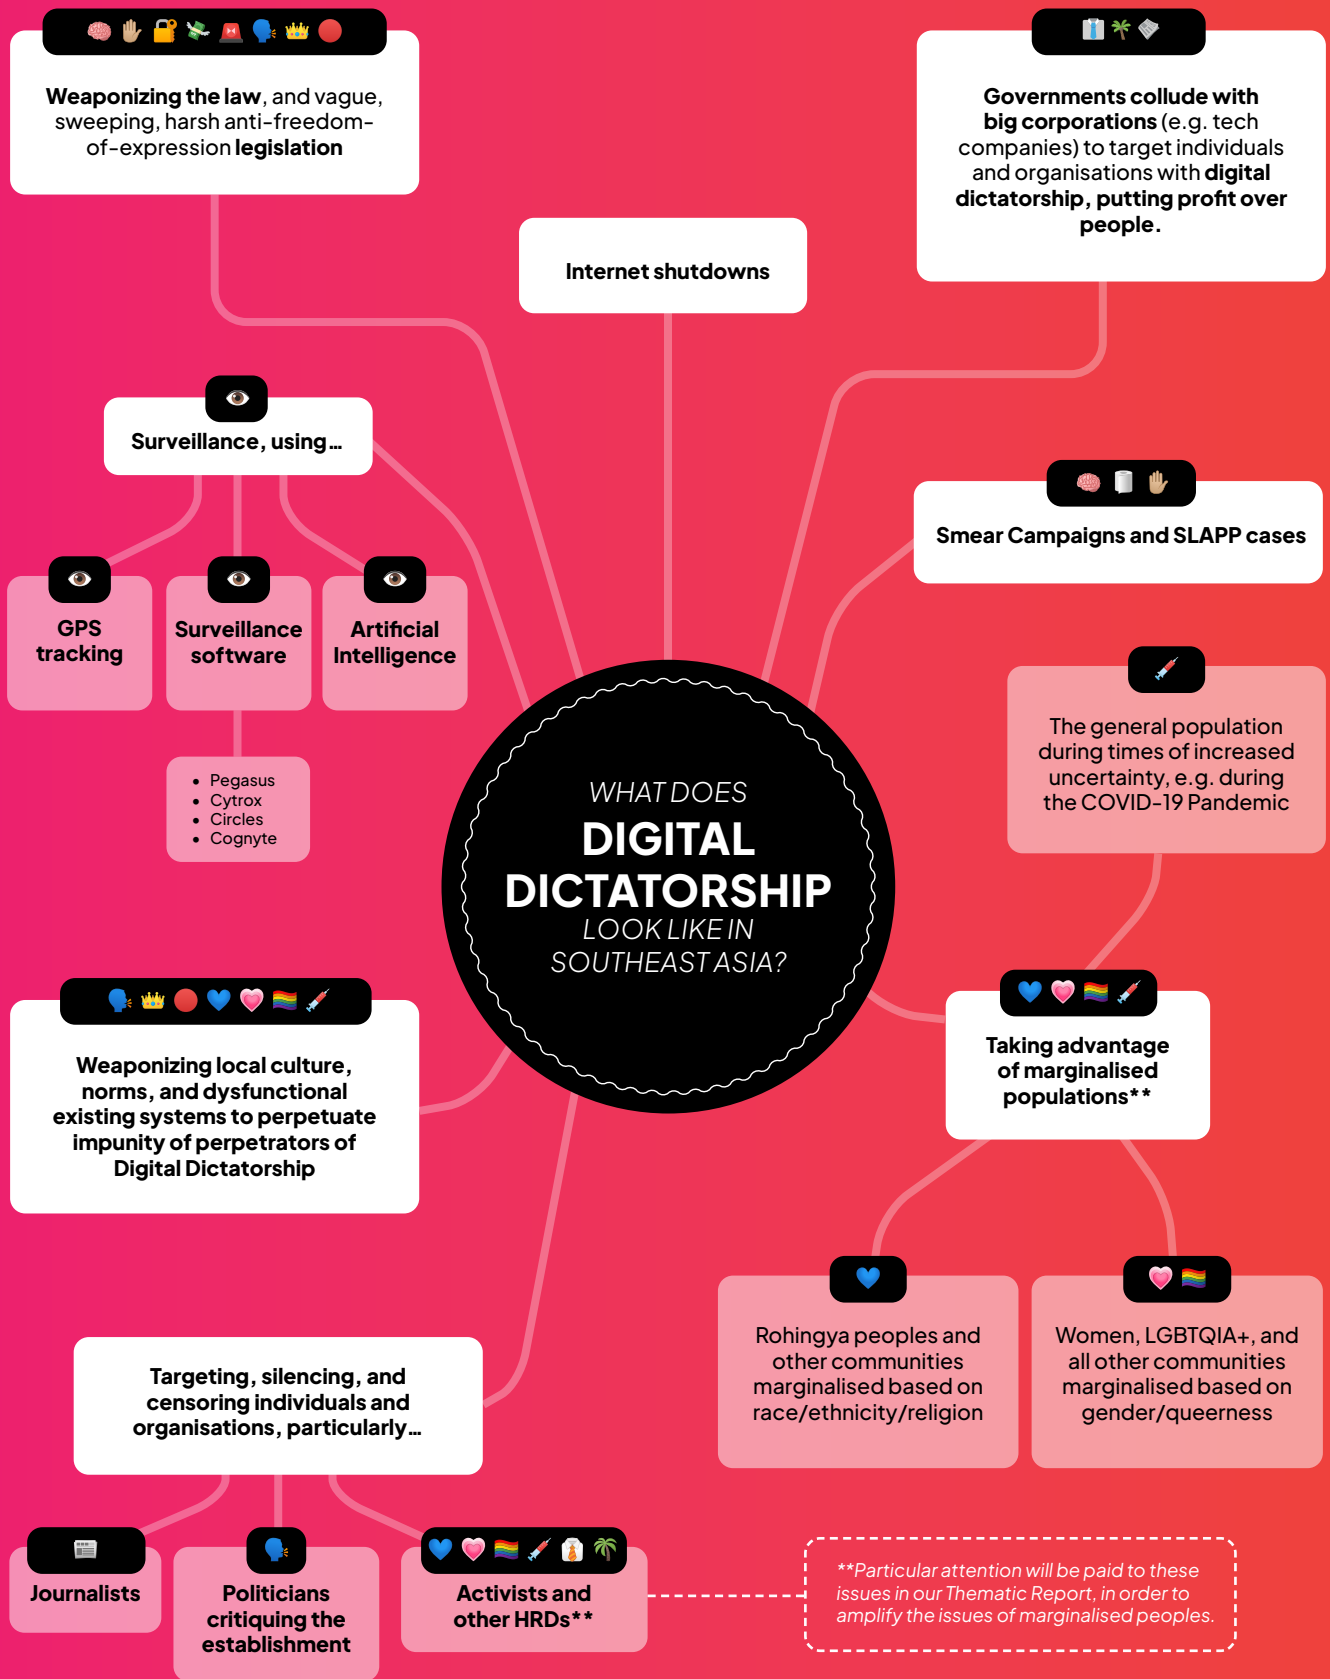 Weaponizing the law, and vague,
sweeping, harsh anti-freedom-
of-expression legislation
Governments collude with
big corporations (e.g. tech
companies) to target individuals
and organisations with digital
dictatorship, putting profit over
people.
Internet shutdowns
Surveillance, using...
GPS
tracking
Surveillance
software
Artificial
Intelligence
• Pegasus
• Cytrox
• Circles
• Cognyte
Smear Campaigns and SLAPP cases
The general population
during times of increased
uncertainty, e.g. during
the COVID-19 Pandemic
WHAT DOES
DIGITAL
DICTATORSHIP
LOOK LIKE IN
SOUTHEAST ASIA?
Taking advantage
of marginalised
populations**
Weaponizing local culture,
norms, and dysfunctional
existing systems to perpetuate
impunity of perpetrators of
Digital Dictatorship
Rohingya peoples and
other communities
marginalised based on
race/ethnicity/religion
Women, LGBTQIA+, and
all other communities
marginalised based on
gender/queerness
Targeting, silencing, and
censoring individuals and
organisations, particularly...
Journalists
Politicians
critiquing the
establishment
Activists and
other HRDs**
**Particular attention will be paid to these
issues in our Thematic Report, in order to
amplify the issues of marginalised peoples.